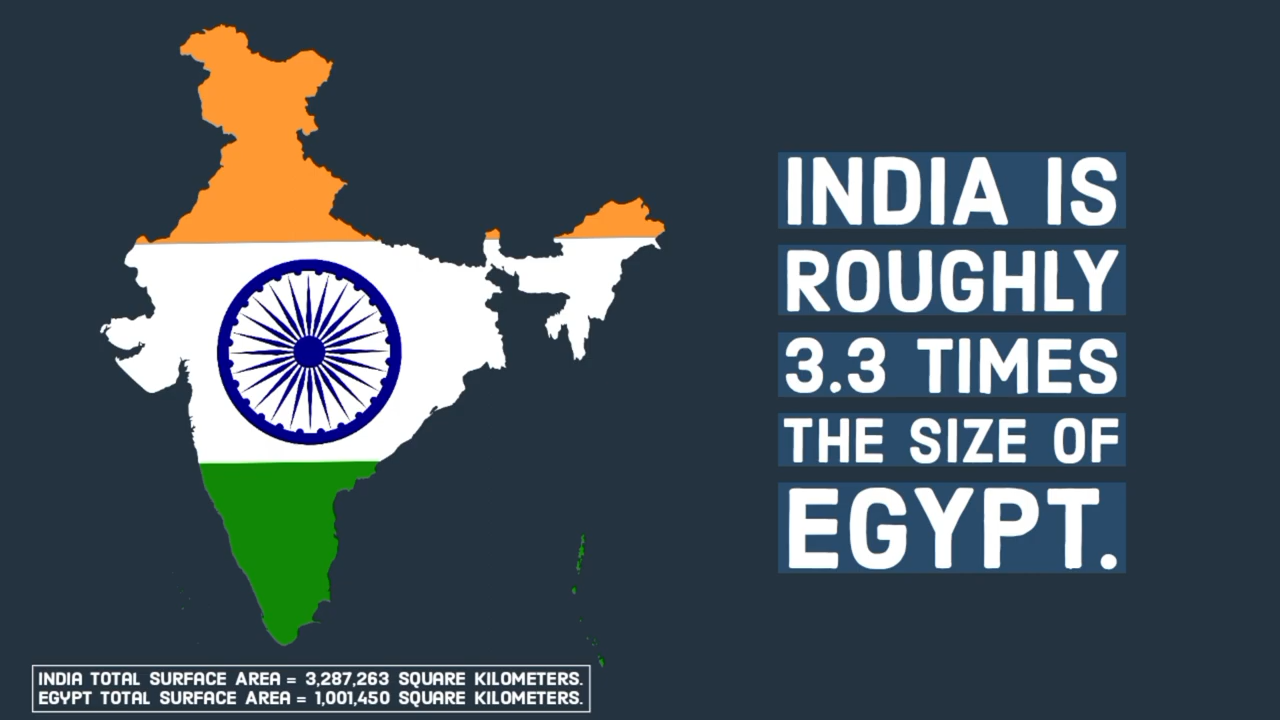 INDIA IS
ROUGHLY
3.3 TIMES
THE SIZE OF
EGYPT.
INDIA TOTAL SURFACE AREA = 3,287,263 SQUARE KILOMETERS.
EGYPT TOTAL SURFACE AREA = 1,001,450 SQUARE KILOMETERS.